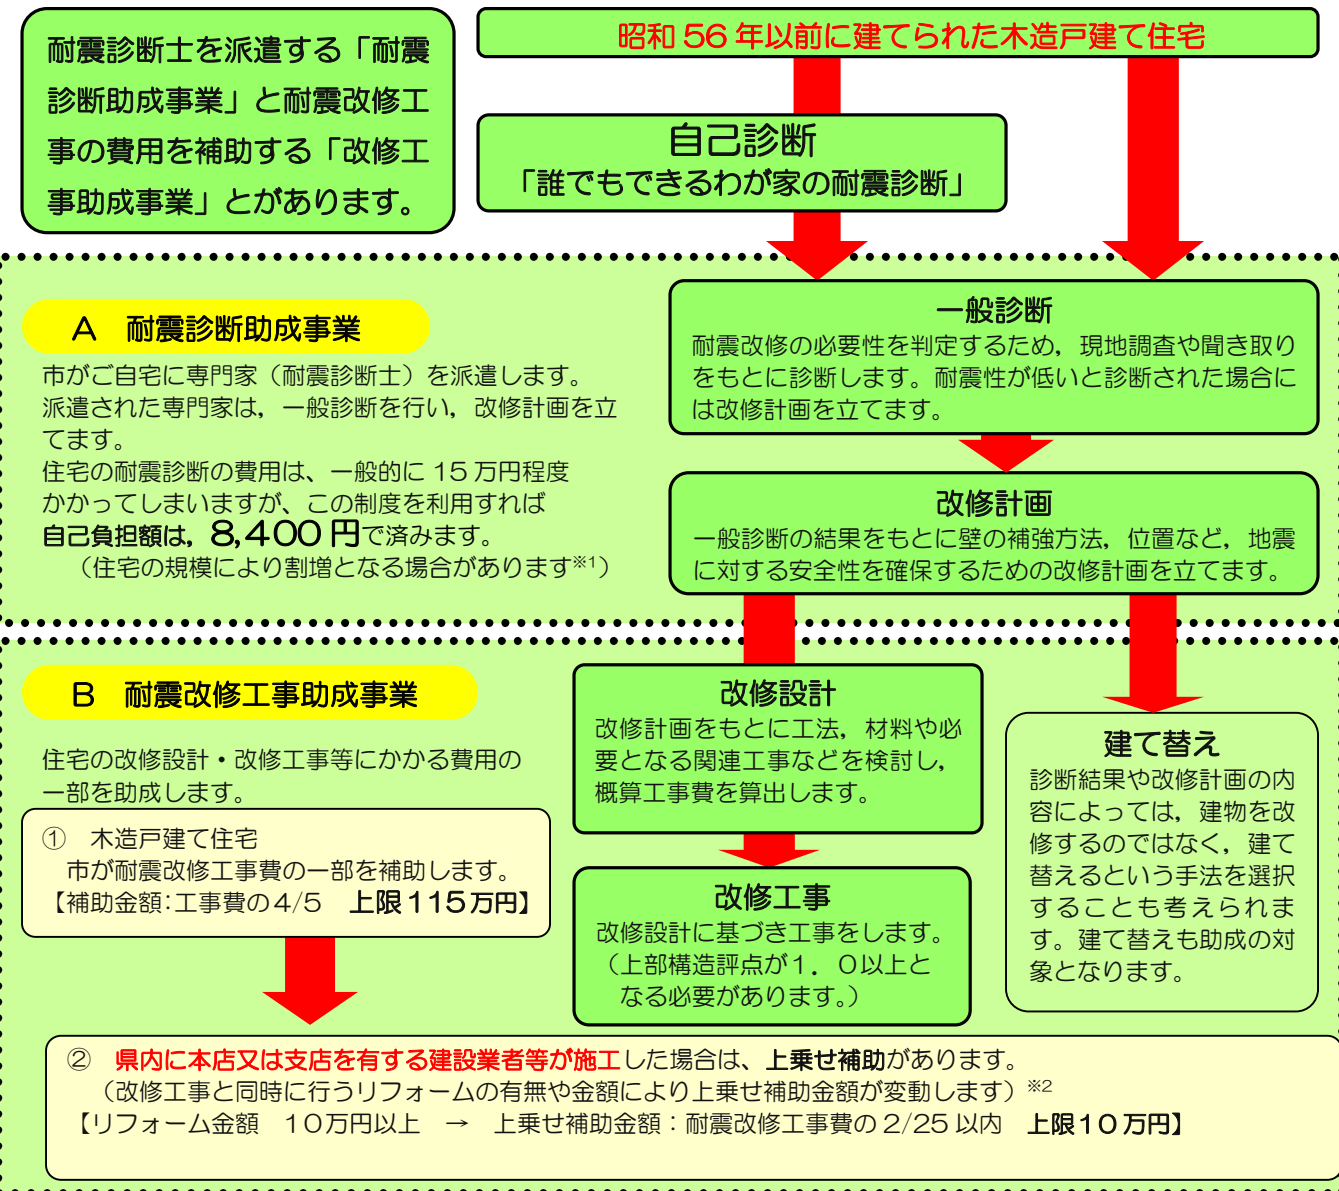 耐震診断士を派遣する「耐震
診断助成事業」と耐震改修工
事の費用を補助する「改修工
事助成事業」とがあります。
昭和 56 年以前に建てられた木造戸建て住宅
自己診断
「誰でもできるわが家の耐震診断」
A 耐震診断助成事業
市がご自宅に専門家（耐震診断士）を派遣します。
派遣された専門家は，一般診断を行い，改修計画を立
てます。
住宅の耐震診断の費用は、一般的に 15 万円程度
かかってしまいますが、この制度を利用すれば
自己負担額は，8,400 円で済みます。
（住宅の規模により割増となる場合があります※1）
一般診断
耐震改修の必要性を判定するため，現地調査や聞き取り
をもとに診断します。耐震性が低いと診断された場合に
は改修計画を立てます。
改修計画
一般診断の結果をもとに壁の補強方法，位置など，地震
に対する安全性を確保するための改修計画を立てます。
B 耐震改修工事助成事業
住宅の改修設計・改修工事等にかかる費用の
一部を助成します。
① 木造戸建て住宅
市が耐震改修工事費の一部を補助します。
【補助金額：工事費の４/5 上限１１５万円】
改修設計
改修計画をもとに工法，材料や必
要となる関連工事などを検討し，
概算工事費を算出します。
改修工事
改修設計に基づき工事をします。
（上部構造評点が１．０以上と
なる必要があります。）
建て替え
診断結果や改修計画の内
容によっては，建物を改
修するのではなく，建て
替えるという手法を選択
することも考えられま
す。建て替えも助成の対
象となります。
② 県内に本店又は支店を有する建設業者等が施工した場合は、上乗せ補助があります。
（改修工事と同時に行うリフォームの有無や金額により上乗せ補助金額が変動します）※2
【リフォーム金額 １０万円以上 → 上乗せ補助金額：耐震改修工事費の 2/25 以内 上限１０万円】